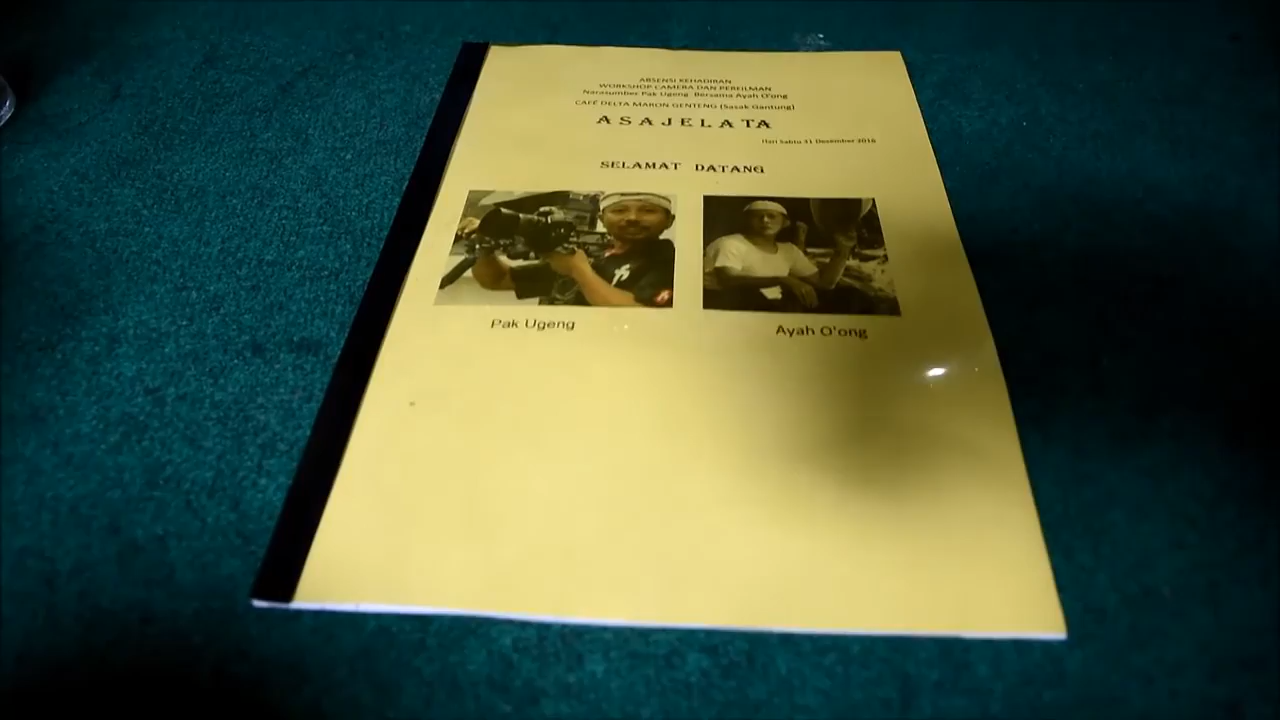 ABSENSI KEHADIRAN
WORKSHOP CAMERA DAN PERFILMAN
Narasumber Pak Ugeng Bersama Ayah O'ong
CAFÉ DELTA MARON GENTENG (Sasak Gantung)
ASAJELATA
Hari Sabtu 31 Desember 2016
SELAMAT DATANG
Pak Ugeng
Ayah O'ong